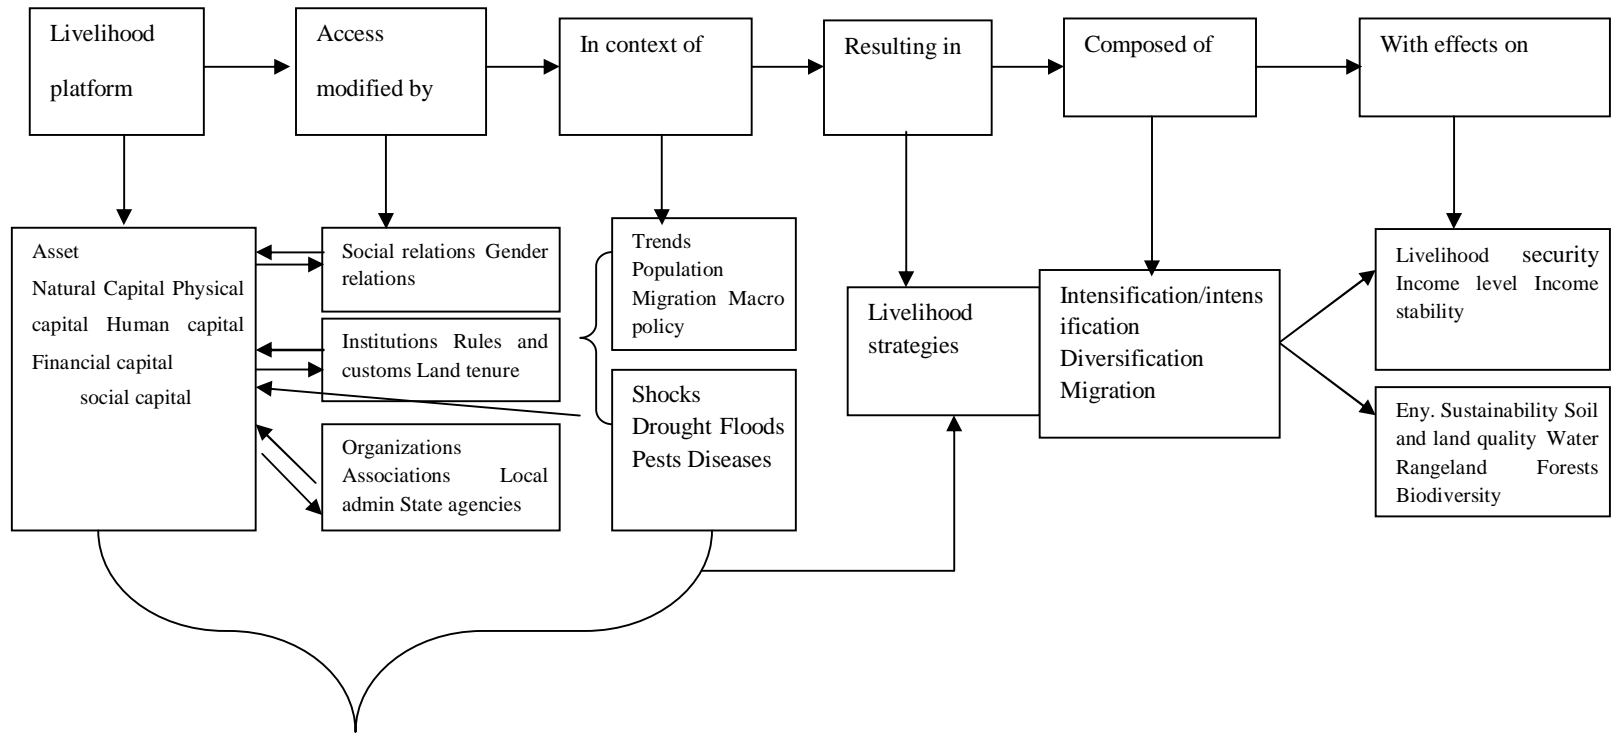 Livelihood
platform
Access
modified by
In context of
Resulting in
Composed of
With effects on
Asset
Natural Capital Physical
capital Human capital
Financial capital
social capital
Social relations Gender
relations
Institutions Rules and
customs Land tenure
Organizations
Associations Local
admin State agencies
Trends
Population
Migration Macro
policy
Shocks
Drought Floods
Pests Diseases
Livelihood
strategies
Intensification/intens
ification
Diversification
Migration
Livelihood security
Income level Income
stability
Eny. Sustainability Soil
and land quality Water
Rangeland Forests
Biodiversity